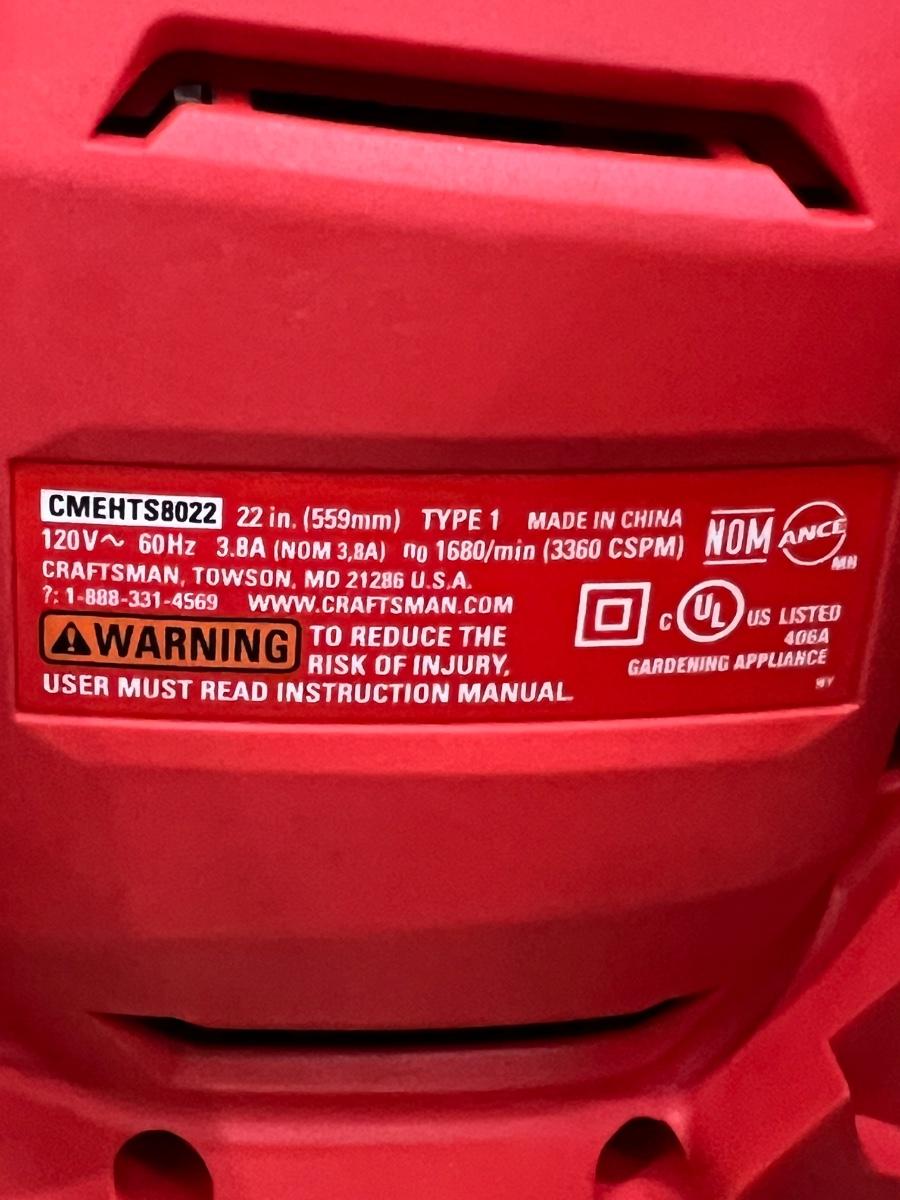 CMEHTS8022 22 in. (559mm) TYPE 1 MADE IN CHINA
120V~ 60Hz 3.8A (NOM 3,8A) n0 1680/min (3360 CSPM)
NOM ANCE
CRAFTSMAN, TOWSON, MD 21286 U.S.A.
?: 1-888-331-4569 WWW.CRAFTSMAN.COM
WARNING TO REDUCE THE
RISK OF INJURY,
USER MUST READ INSTRUCTION MANUAL
C UL US LISTED
406A
GARDENING APPLIANCE